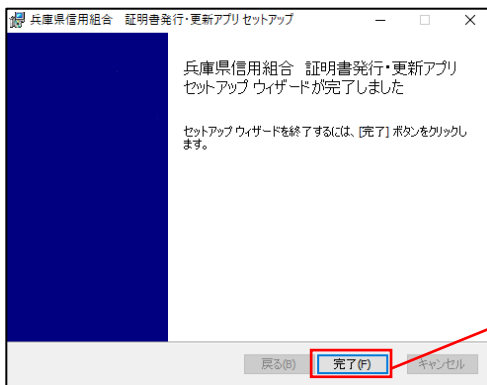 兵庫県信用組合　証明書発行・更新アプリ セットアップ
兵庫県信用組合　証明書発行・更新アプリ
セットアップ ウィザードが完了しました
セットアップ ウィザードを終了するには、[完了] ボタンをクリックし
ます。
戻る(B) 完了(F) キャンセル